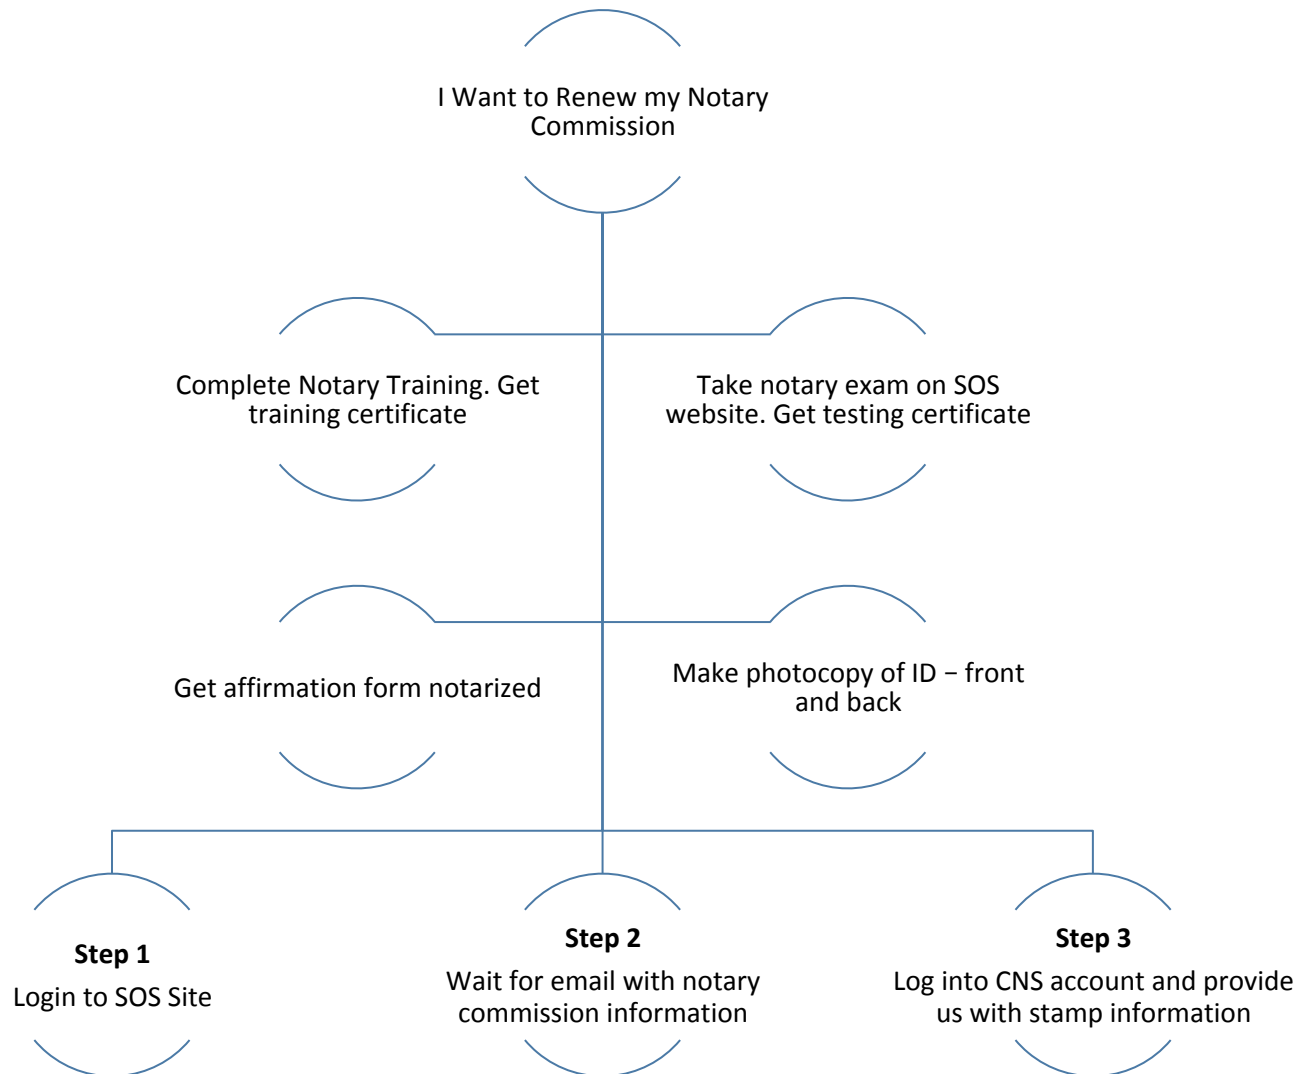 I Want to Renew my Notary
Commission
Complete Notary Training. Get
training certificate
Take notary exam on SOS
website. Get testing certificate
Get affirmation form notarized
Make photocopy of ID – front
and back
Step 1
Login to SOS Site
Step 2
Wait for email with notary
commission information
Step 3
Log into CNS account and provide
us with stamp information